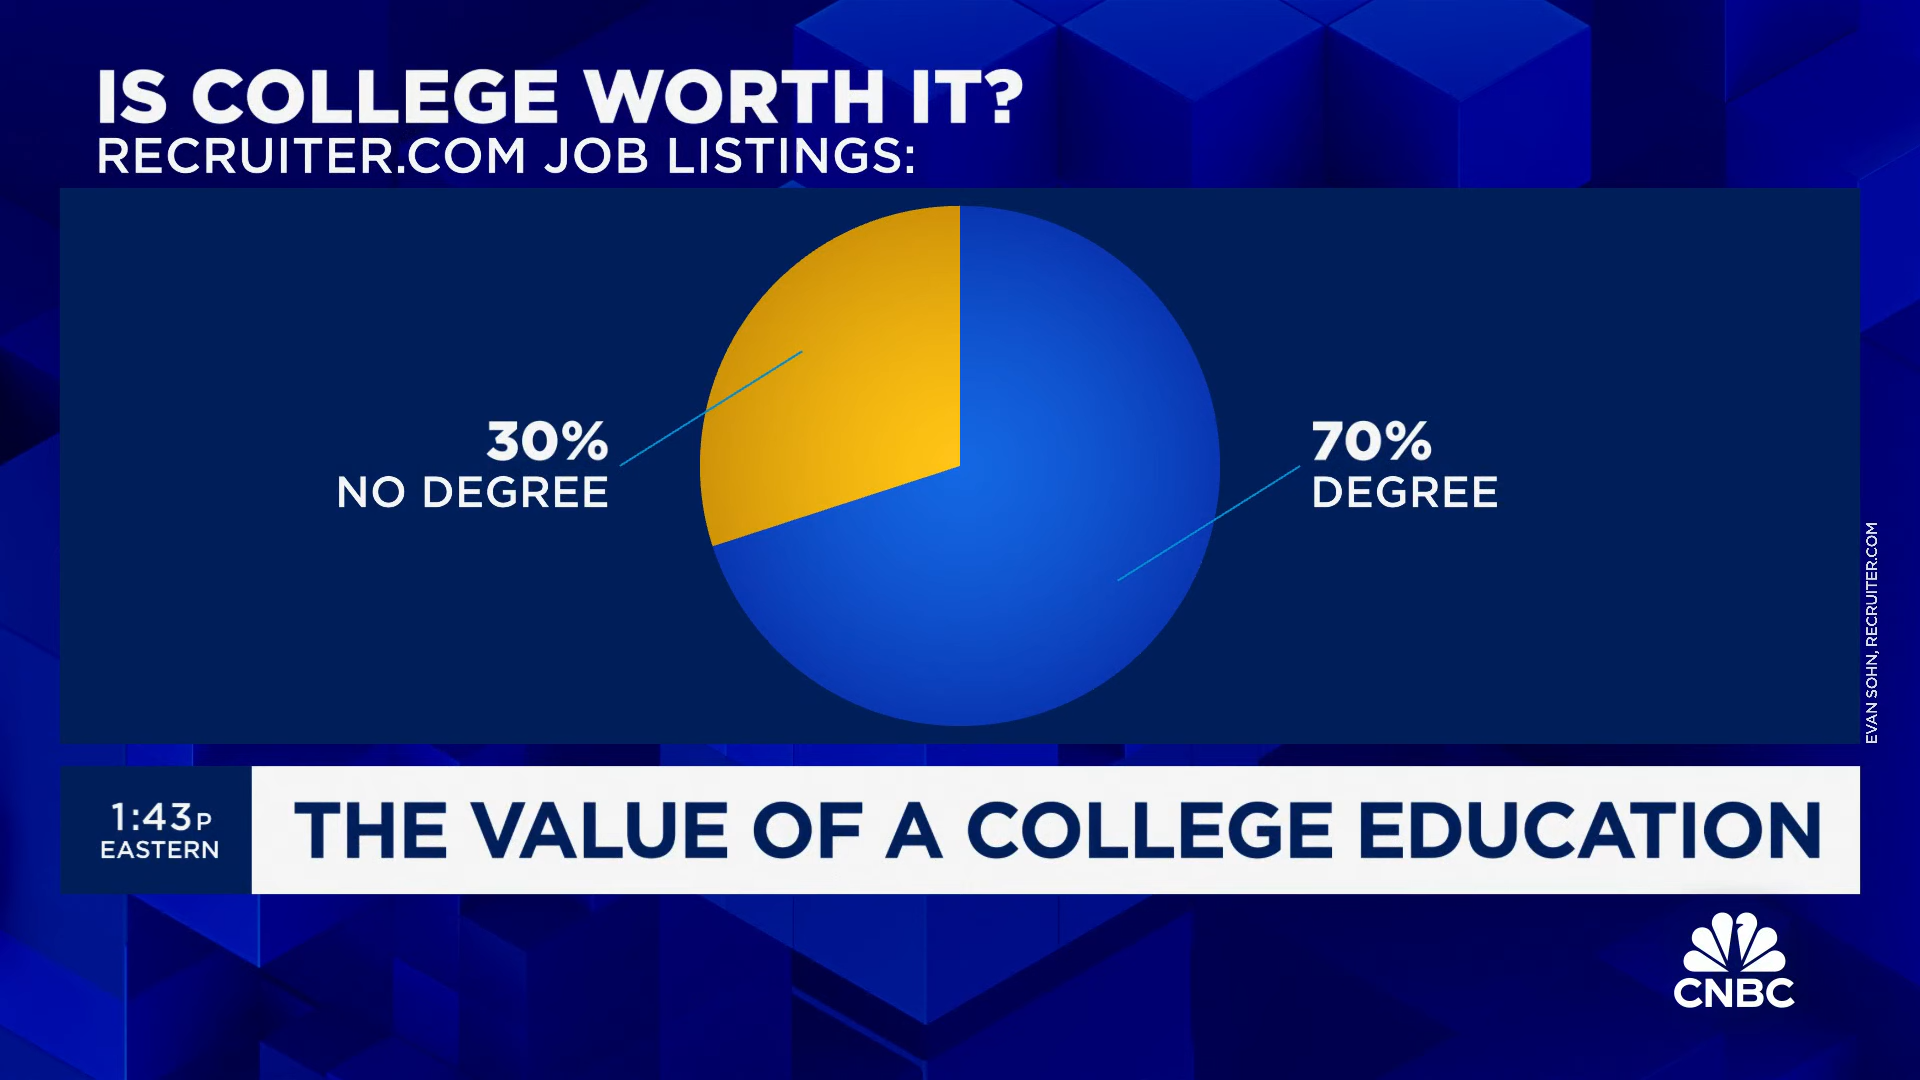 IS COLLEGE WORTH IT?
RECRUITER.COM JOB LISTINGS:
30%
NO DEGREE
70%
DEGREE
EVAN SOHN, RECRUITER.COM
1:43P
EASTERN
THE VALUE OF A COLLEGE EDUCATION
CNBC